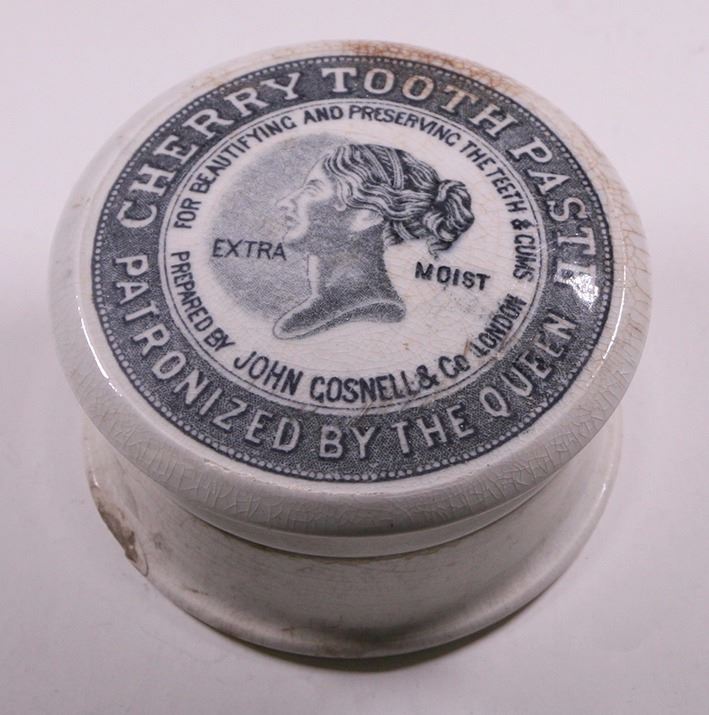 CHERRY TOOTH PASTE
PATRONIZED BY THE QUEEN
FOR BEAUTIFYING AND PRESERVING THE TEETH & GUMS
EXTRA MOIST
PREPARED BY JOHN GOSNELL & Co LONDON